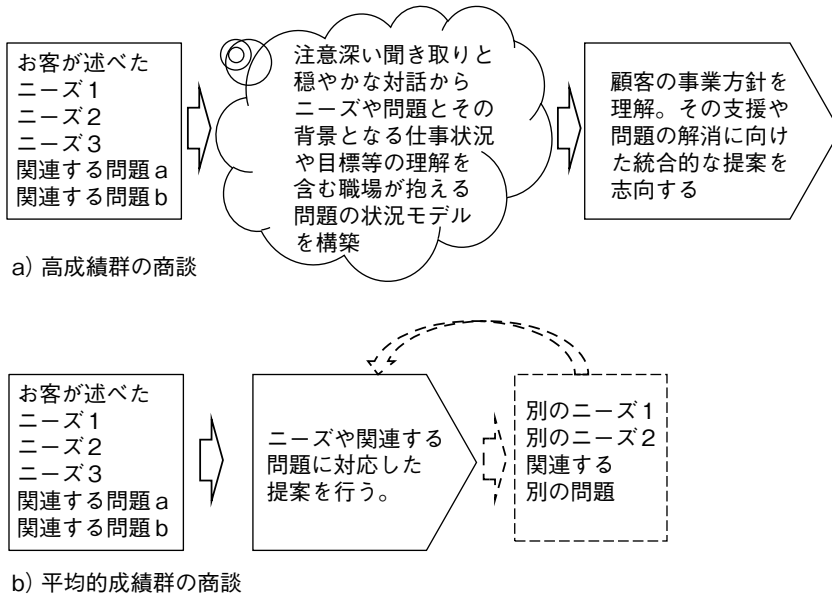 お客が述べた
ニーズ1
ニーズ2
ニーズ3
関連する問題a
関連する問題b
注意深い聞き取りと
穏やかな対話から
ニーズや問題とその
背景となる仕事状況
や目標等の理解を
含む職場が抱える
問題の状況モデル
を構築
顧客の事業方針を
理解。その支援や
問題の解消に向け
た統合的な提案を
志向する
a) 高成績群の商談
お客が述べた
ニーズ1
ニーズ2
ニーズ3
関連する問題a
関連する問題b
ニーズや関連する
問題に対応した
提案を行う。
別のニーズ1
別のニーズ2
関連する
別の問題
b) 平均的成績群の商談